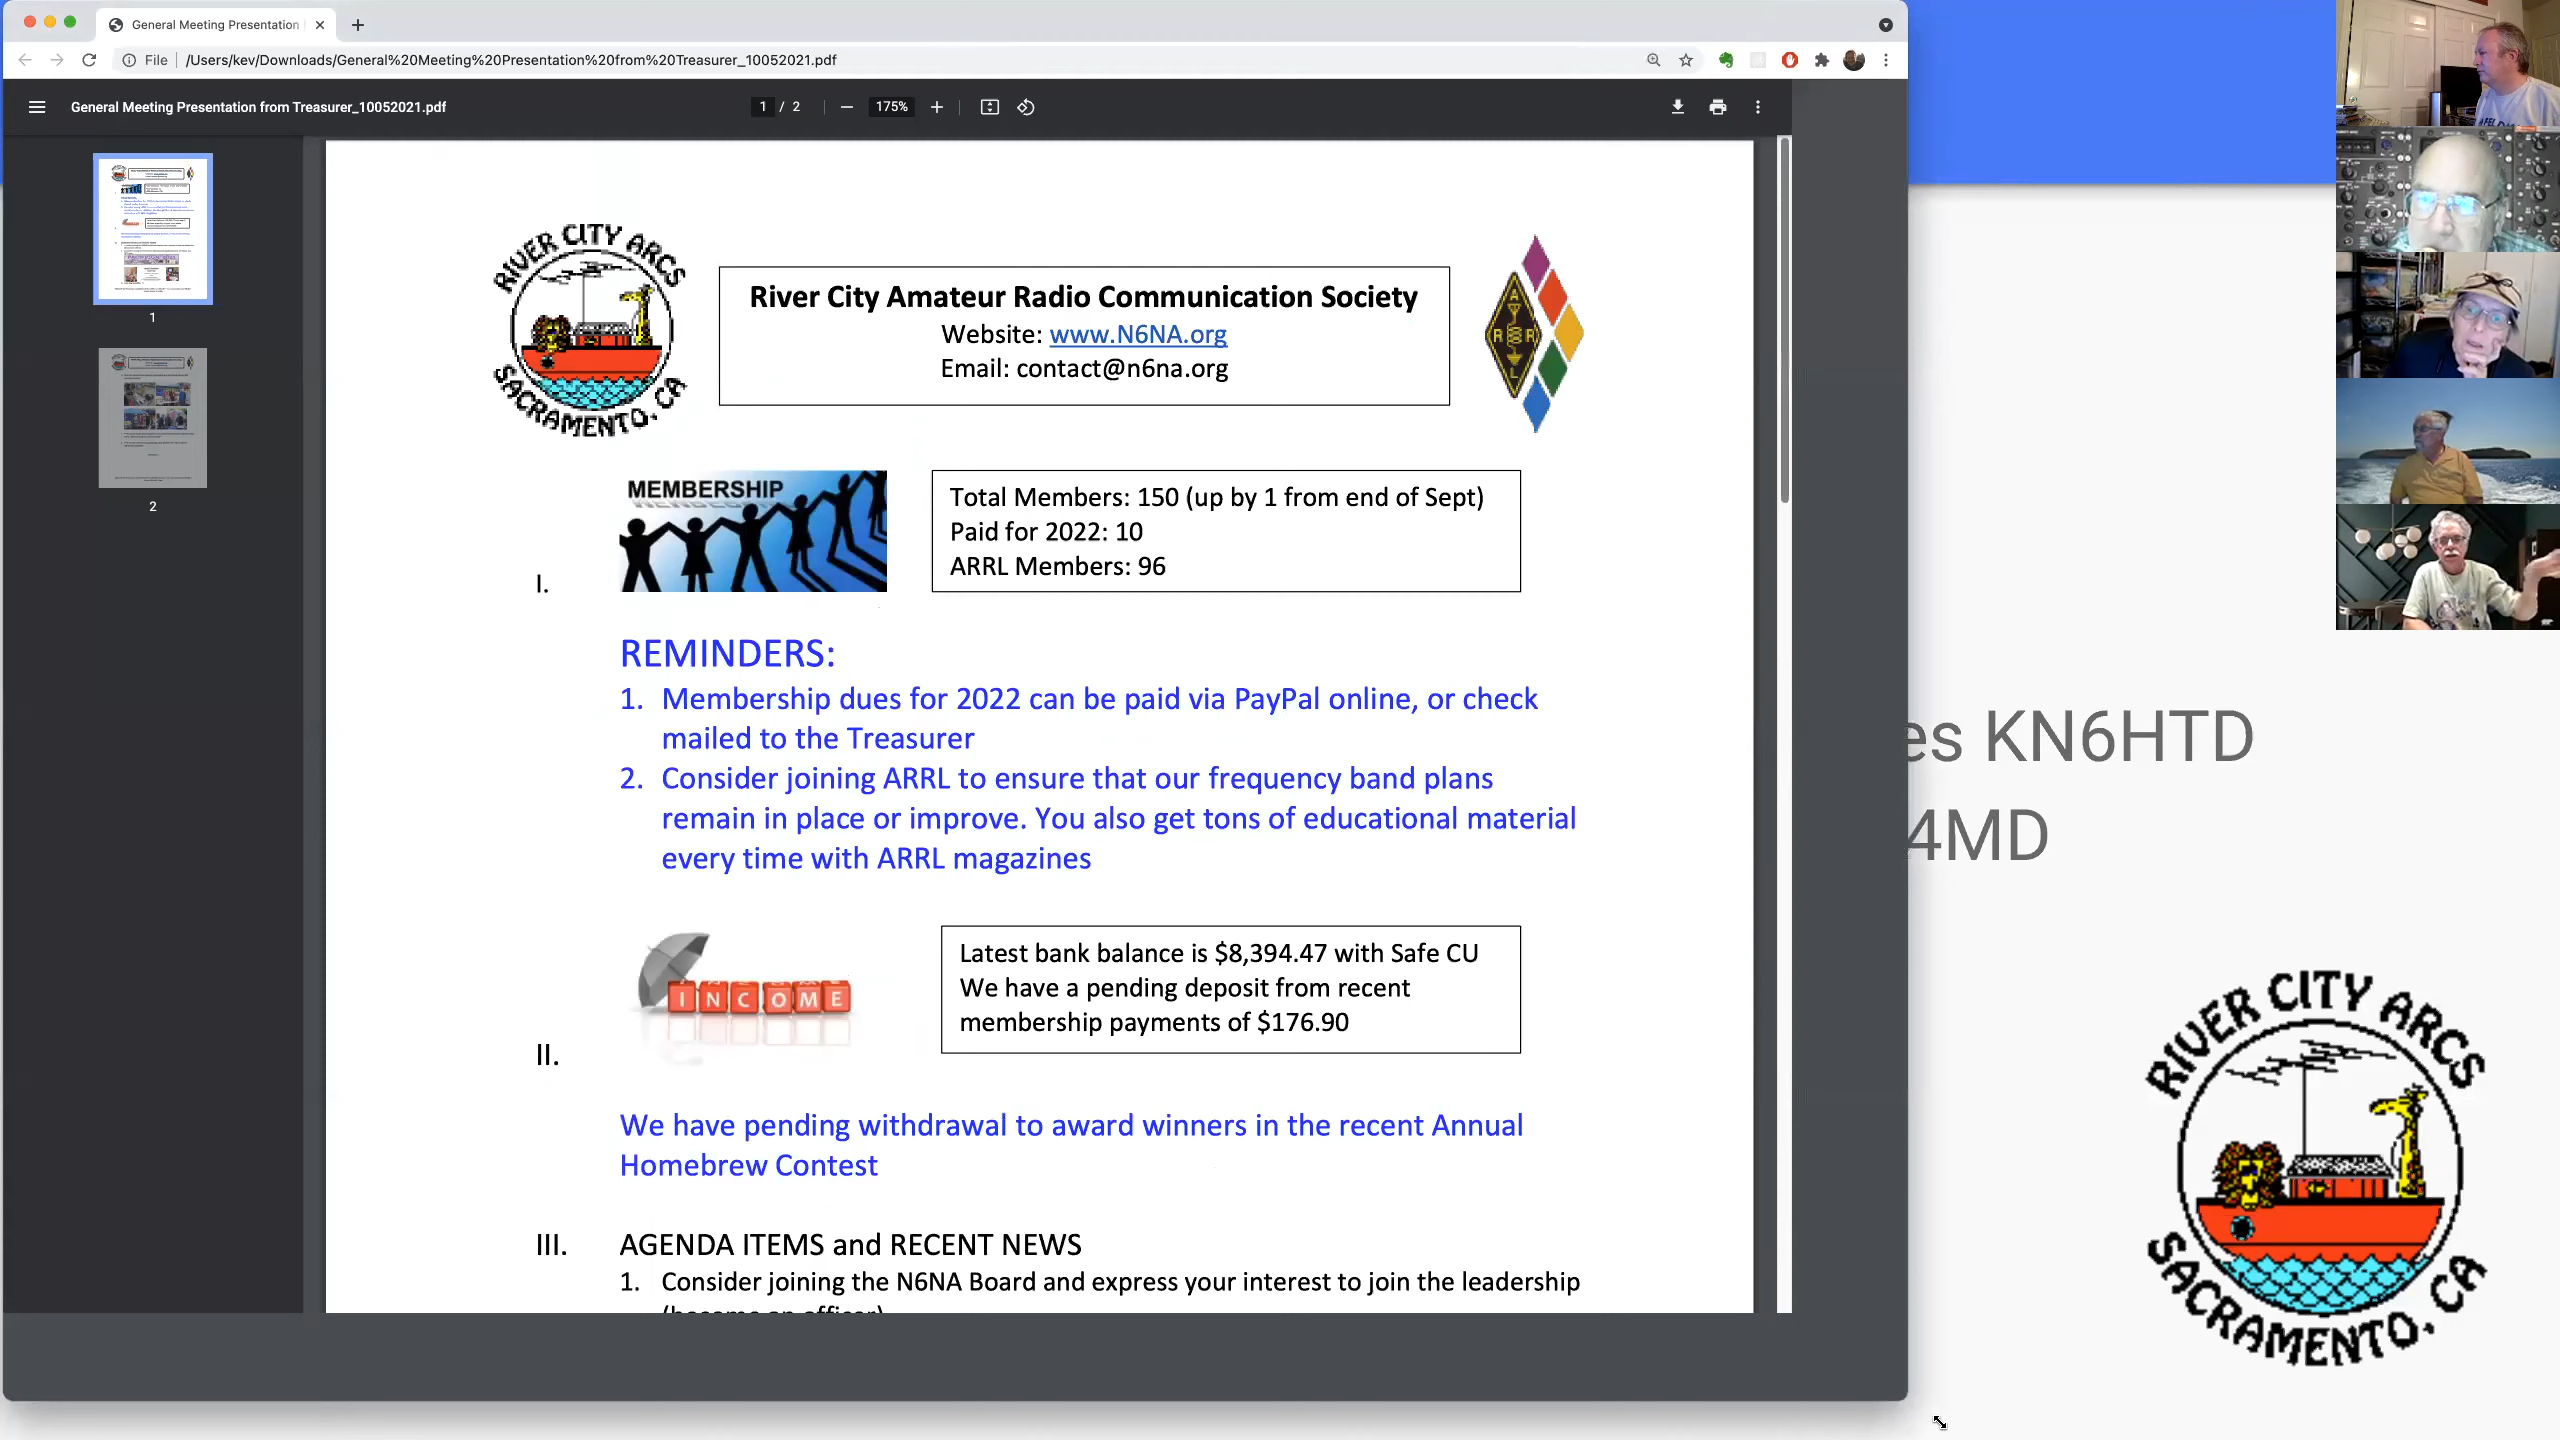 General Meeting Presentation
File
/Users/kev/Downloads/General%20Meeting%20Presentation%20from%20Treasurer_10052021.pdf
General Meeting Presentation from Treasurer_10052021.pdf
1 / 2
175%
1
2
RIVER CITY ARCS
SACRAMENTO, CA
River City Amateur Radio Communication Society
Website: www.N6NA.org
Email: contact@n6na.org
A
R R
L
I.
MEMBERSHIP
Total Members: 150 (up by 1 from end of Sept)
Paid for 2022: 10
ARRL Members: 96
REMINDERS:
1. Membership dues for 2022 can be paid via PayPal online, or check
mailed to the Treasurer
2. Consider joining ARRL to ensure that our frequency band plans
remain in place or improve. You also get tons of educational material
every time with ARRL magazines
II.
INCOME
Latest bank balance is $8,394.47 with Safe CU
We have a pending deposit from recent
membership payments of $176.90
We have pending withdrawal to award winners in the recent Annual
Homebrew Contest
III. AGENDA ITEMS and RECENT NEWS
1. Consider joining the N6NA Board and express your interest to join the leadership
(become an officer)
es KN6HTD
4MD
RIVER CITY ARCS
SACRAMENTO, CA